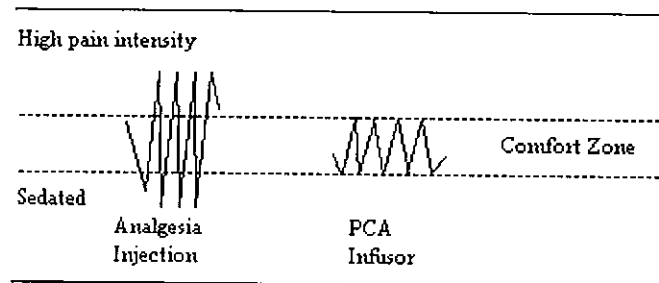 High pain intensity
Comfort Zone
Sedated
Analgesia
Injection
PCA
Infusor